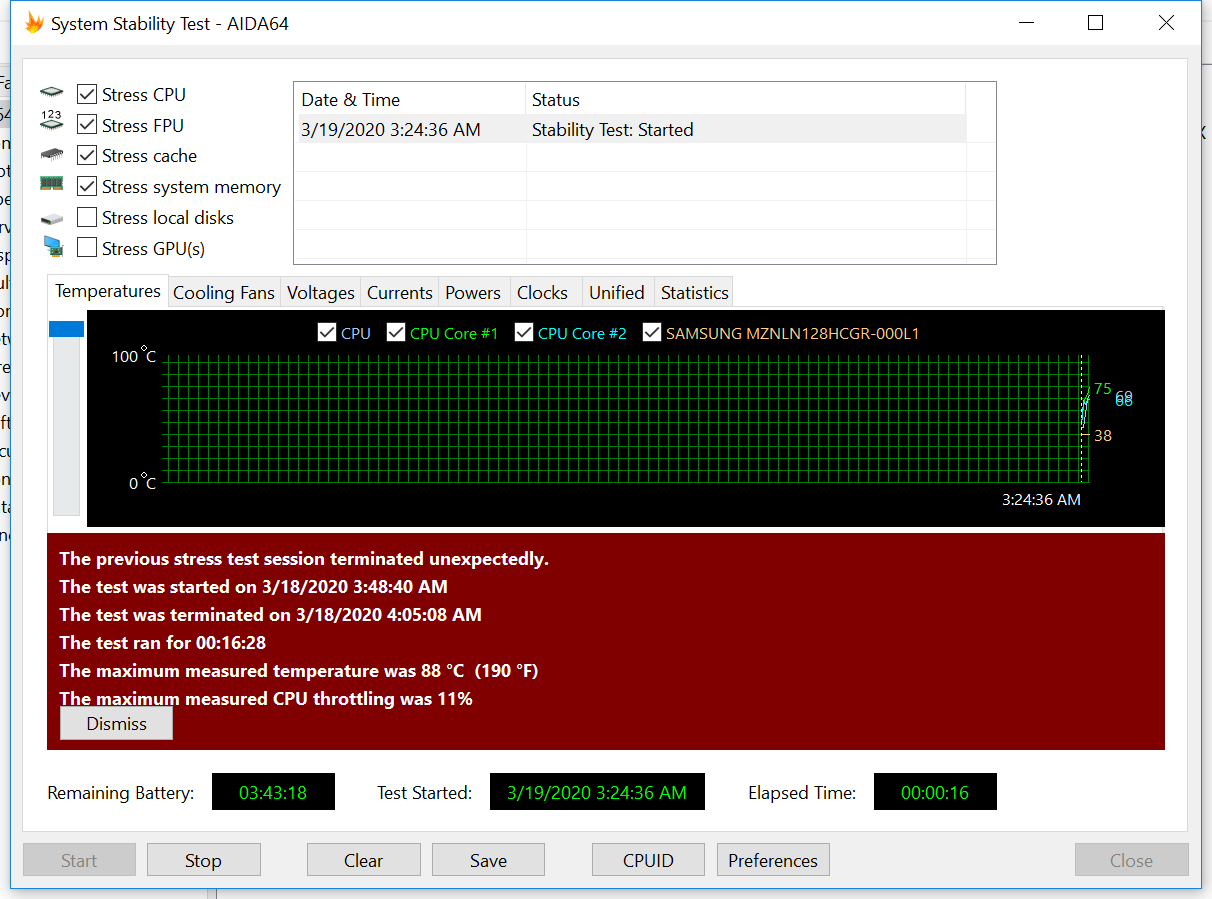 System Stability Test - AIDA64
Stress CPU
123
Stress FPU
Stress cache
Stress system memory
Stress local disks
Stress GPU(s)
Date & Time Status
3/19/2020 3:24:36 AM Stability Test: Started
Temperatures Cooling Fans Voltages Currents Powers Clocks Unified Statistics
CPU CPU Core #1 CPU Core #2 SAMSUNG MZNLN128HCGR-000L1
100 °C
75
38
0 °C
3:24:36 AM
The previous stress test session terminated unexpectedly.
The test was started on 3/18/2020 3:48:40 AM
The test was terminated on 3/18/2020 4:05:08 AM
The test ran for 00:16:28
The maximum measured temperature was 88 °C (190 °F)
The maximum measured CPU throttling was 11%
Dismiss
Remaining Battery: 03:43:18 Test Started: 3/19/2020 3:24:36 AM Elapsed Time: 00:00:16
Start Stop Clear Save CPUID Preferences Close